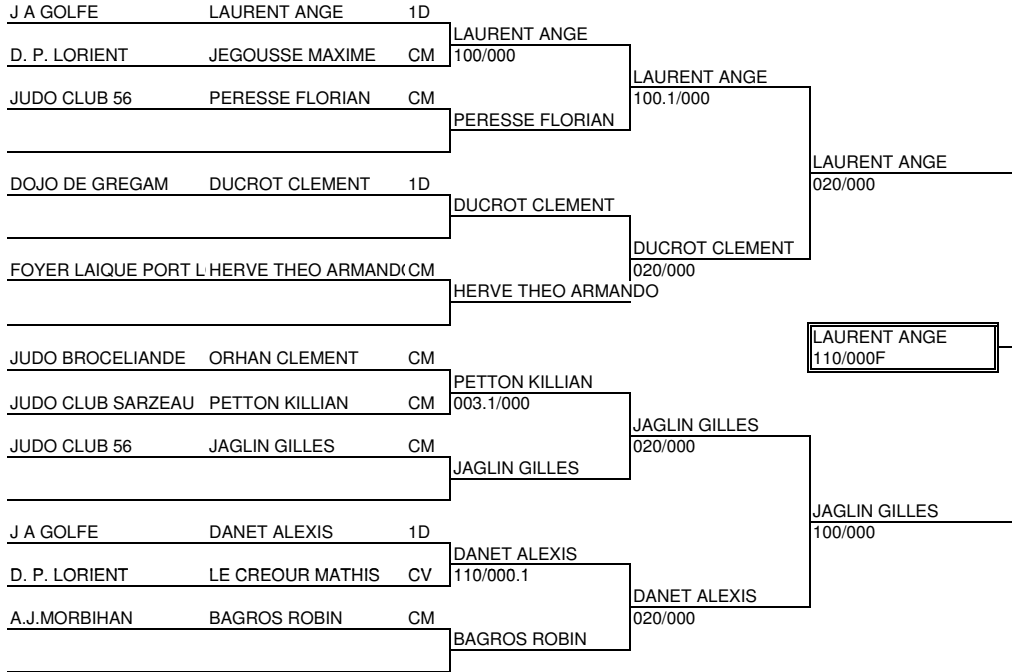 J A GOLFE LAURENT ANGE 1D
LAURENT ANGE
D. P. LORIENT JEGOUSSE MAXIME CM 100/000
LAURENT ANGE
JUDO CLUB 56 PERESSE FLORIAN CM 100.1/000
PERESSE FLORIAN
LAURENT ANGE
DOJO DE GREGAM DUCROT CLEMENT 1D 020/000
DUCROT CLEMENT
DUCROT CLEMENT
FOYER LAIQUE PORT L HERVE THEO ARMANDO CM 020/000
HERVE THEO ARMANDO
LAURENT ANGE
JUDO BROCELIANDE ORHAN CLEMENT CM 110/000F
PETTON KILLIAN
JUDO CLUB SARZEAU PETTON KILLIAN CM 003.1/000
JAGLIN GILLES
JUDO CLUB 56 JAGLIN GILLES CM 020/000
JAGLIN GILLES
JAGLIN GILLES
J A GOLFE DANET ALEXIS 1D 100/000
DANET ALEXIS
D. P. LORIENT LE CREOUR MATHIS CV 110/000.1
DANET ALEXIS
A.J.MORBIHAN BAGROS ROBIN CM 020/000
BAGROS ROBIN